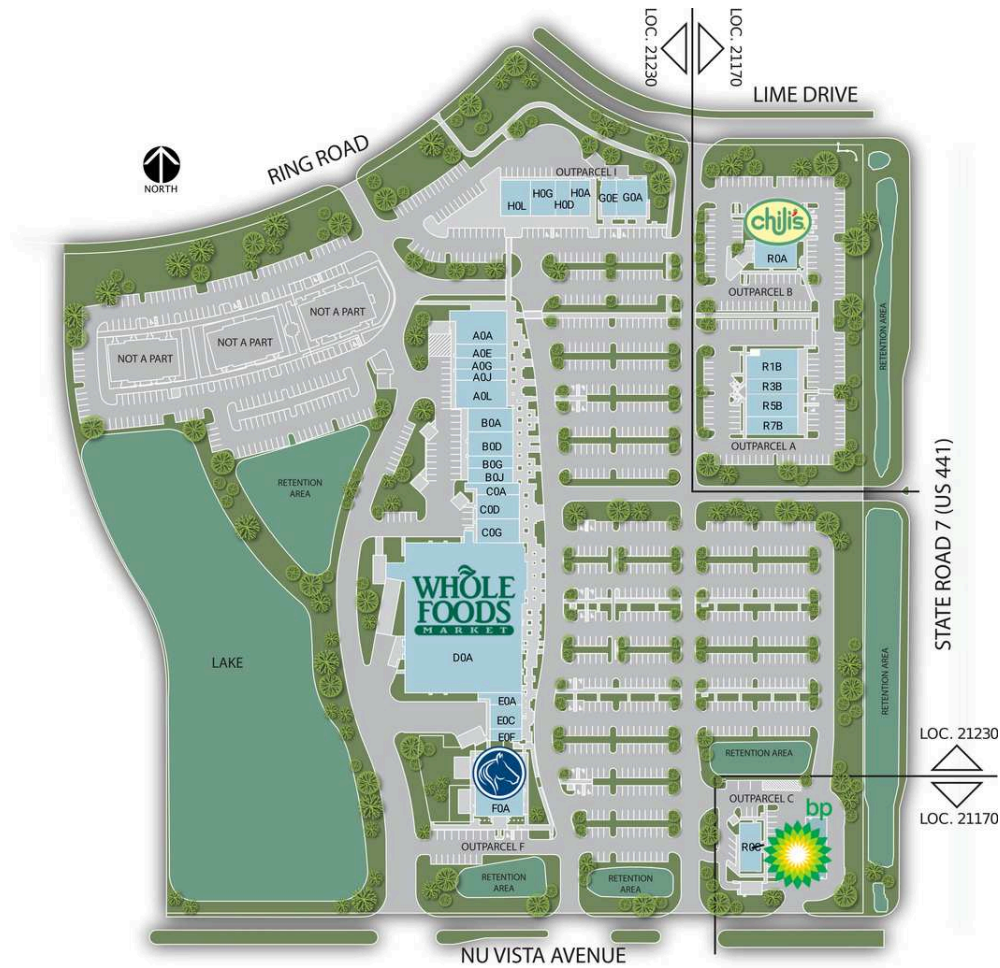 LOC. 21230
LOC. 21170
LIME DRIVE
NORTH
RING ROAD
OUTPARCEL I
H0L
H0G
H0D
H0A
G0E
G0A
chili's
R0A
OUTPARCEL B
NOT A PART
NOT A PART
NOT A PART
A0A
A0E
A0G
A0J
A0L
B0A
B0D
B0G
B0J
C0A
C0D
C0G
R1B
R3B
R5B
R7B
OUTPARCEL A
RETENTION AREA
RETENTION
AREA
STATE ROAD 7 (US 441)
WHOLE
FOODS
MARKET
D0A
LAKE
RETENTION AREA
E0A
E0C
E0F
RETENTION AREA
LOC. 21230
LOC. 21170
OUTPARCEL C
bp
R0C
F0A
OUTPARCEL F
RETENTION
AREA
RETENTION
AREA
NU VISTA AVENUE